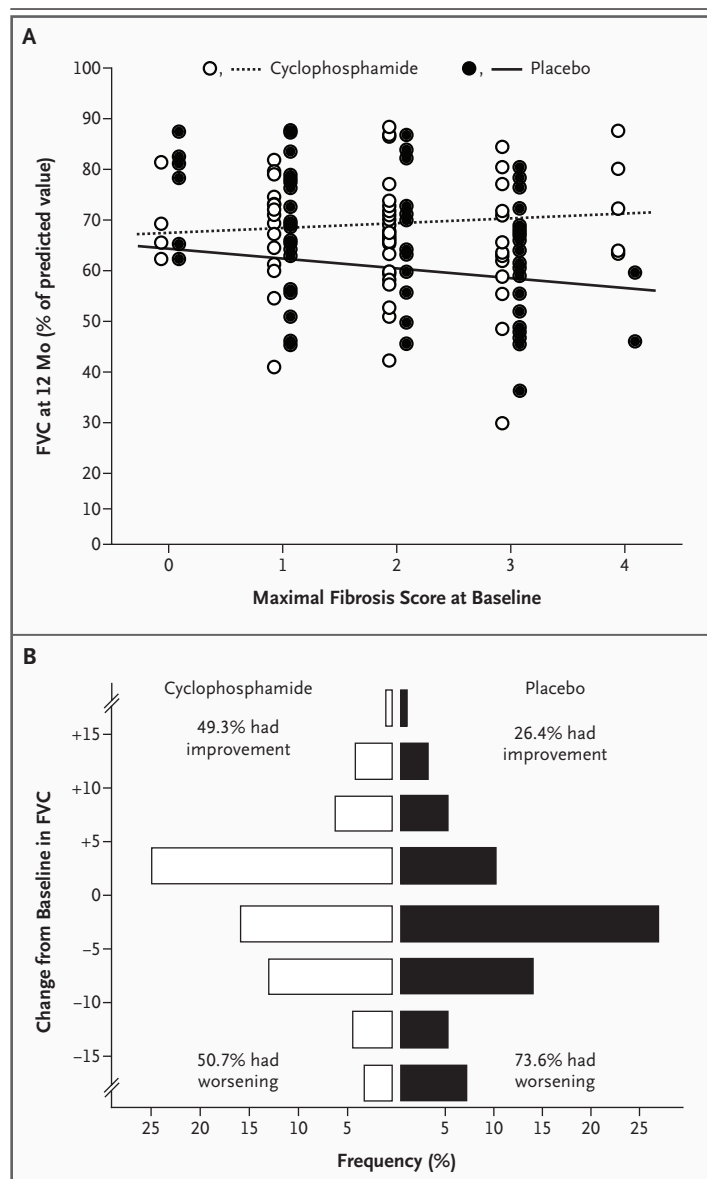 A
100
90
80
70
60
50
40
30
20
10
0
FVC at 12 Mo (% of predicted value)
, Cyclophosphamide , Placebo
0 1 2 3 4
Maximal Fibrosis Score at Baseline
B
Cyclophosphamide Placebo
49.3% had
improvement
26.4% had
improvement
+15
+10
+5
0
−5
−10
−15
Change from Baseline in FVC
50.7% had
worsening
73.6% had
worsening
25 20 15 10 5 5 10 15 20 25
Frequency (%)